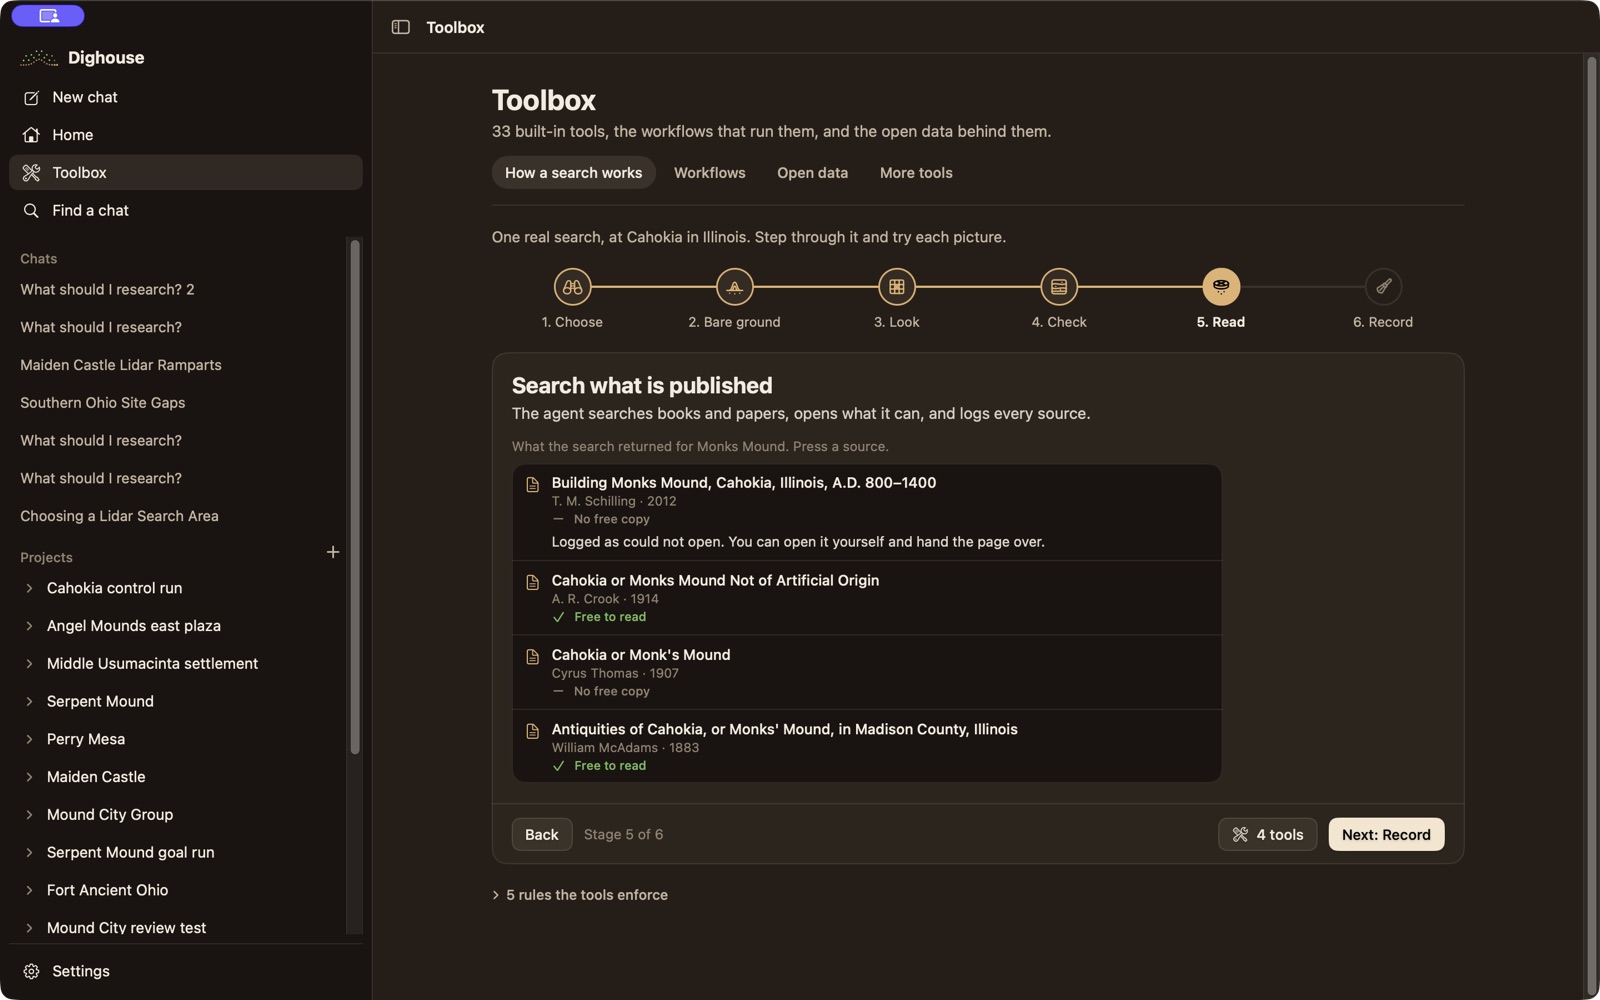 Dighouse
New chat
Home
Toolbox
Find a chat
Chats
What should I research? 2
What should I research?
Maiden Castle Lidar Ramparts
Southern Ohio Site Gaps
What should I research?
What should I research?
Choosing a Lidar Search Area
Projects
Cahokia control run
Angel Mounds east plaza
Middle Usumacinta settlement
Serpent Mound
Perry Mesa
Maiden Castle
Mound City Group
Serpent Mound goal run
Fort Ancient Ohio
Mound City review test
Settings
Toolbox
Toolbox
33 built-in tools, the workflows that run them, and the open data behind them.
How a search works
Workflows
Open data
More tools
One real search, at Cahokia in Illinois. Step through it and try each picture.
1. Choose
2. Bare ground
3. Look
4. Check
5. Read
6. Record
Search what is published
The agent searches books and papers, opens what it can, and logs every source.
What the search returned for Monks Mound. Press a source.
Building Monks Mound, Cahokia, Illinois, A.D. 800–1400
T. M. Schilling · 2012
No free copy
Logged as could not open. You can open it yourself and hand the page over.
Cahokia or Monks Mound Not of Artificial Origin
A. R. Crook · 1914
Free to read
Cahokia or Monk's Mound
Cyrus Thomas · 1907
No free copy
Antiquities of Cahokia, or Monks' Mound, in Madison County, Illinois
William McAdams · 1883
Free to read
Back
Stage 5 of 6
4 tools
Next: Record
5 rules the tools enforce